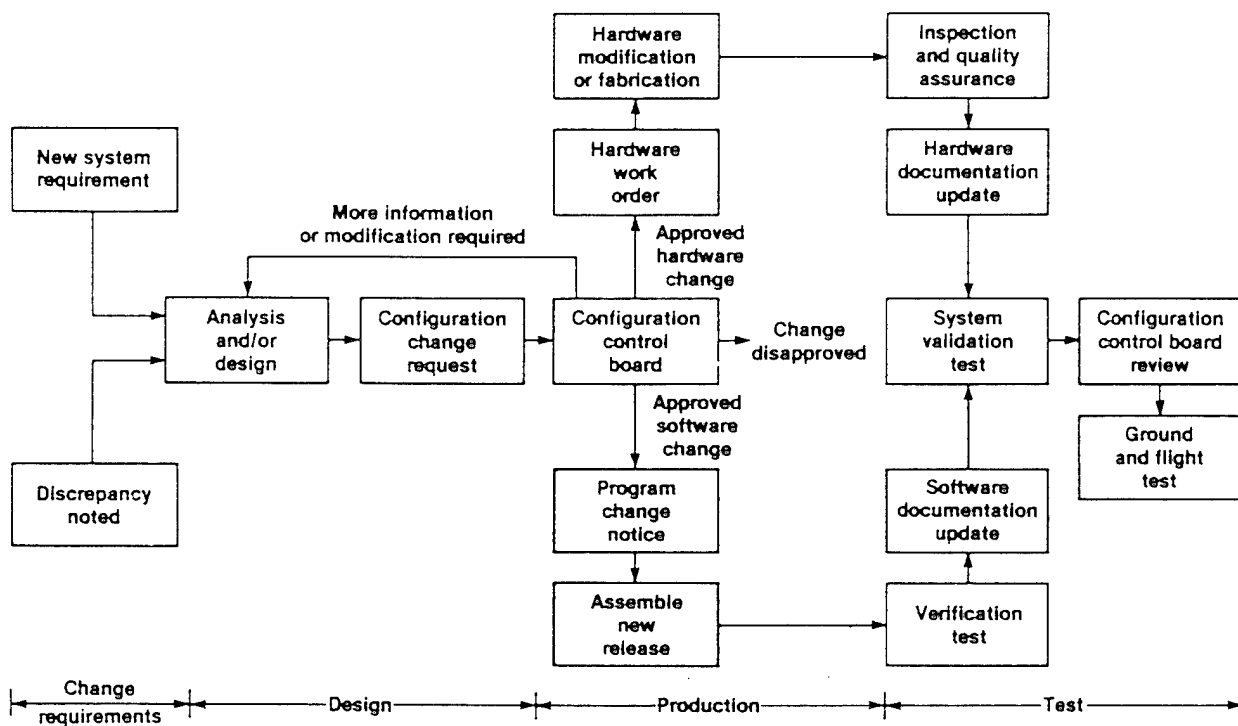 Hardware
modification
or fabrication
Inspection
and quality
assurance
New system
requirement
Hardware
work
order
Hardware
documentation
update
More information
or modification required
Approved
hardware
change
Analysis
and/or
design
Configuration
change
request
Configuration
control
board
Change
disapproved
System
validation
test
Configuration
control board
review
Approved
software
change
Ground
and flight
test
Discrepancy
noted
Program
change
notice
Software
documentation
update
Assemble
new
release
Verification
test
Change
requirements
Design
Production
Test